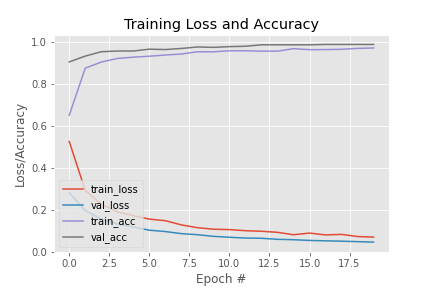 Training Loss and Accuracy
1.0
0.8
0.6
0.4
0.2
0.0
Loss/Accuracy
train_loss
val_loss
train_acc
val_acc
0.0 2.5 5.0 7.5 10.0 12.5 15.0 17.5
Epoch #